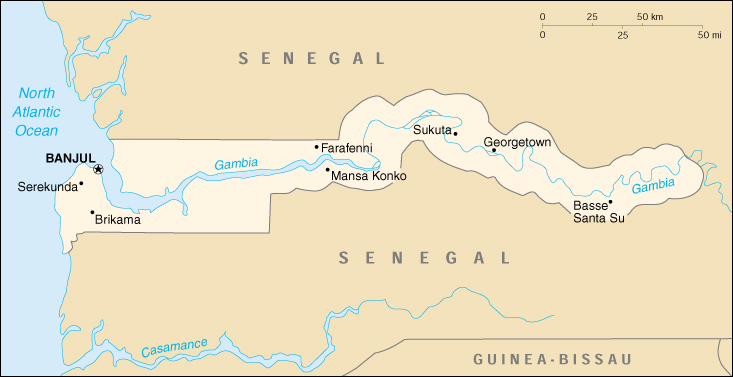 0 25 50 km
0 25 50 mi
SENEGAL
North
Atlantic
Ocean
Sukuta
Georgetown
Farafenni
BANJUL
Gambia
Mansa Konko
Serekunda
Gambia
Basse
Santa Su
Brikama
SENEGAL
Casamance
GUINEA-BISSAU